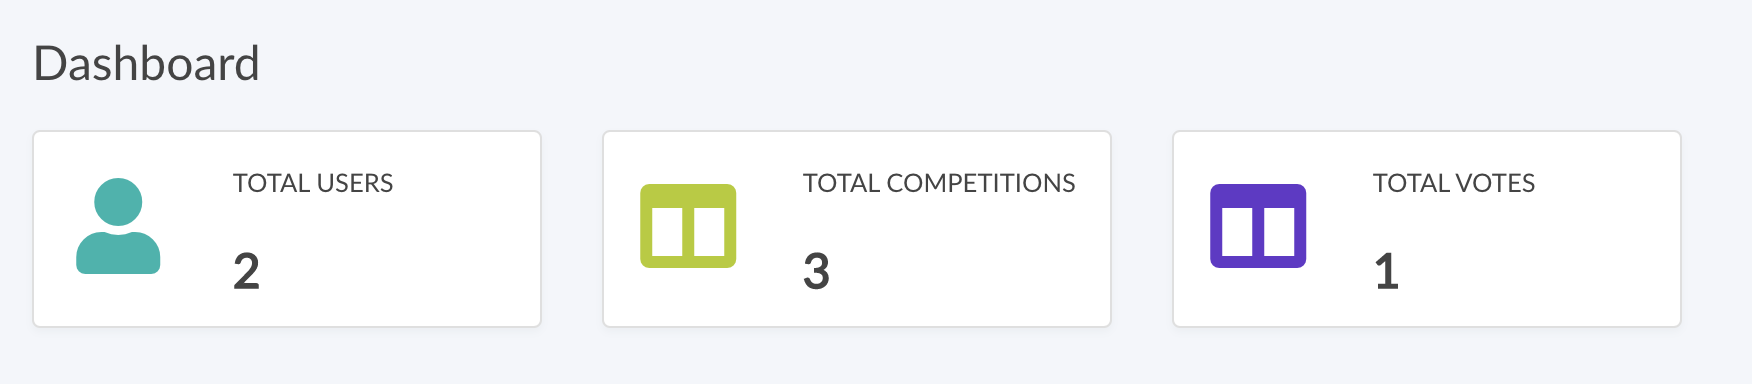 Dashboard
TOTAL USERS
2
TOTAL COMPETITIONS
3
TOTAL VOTES
1